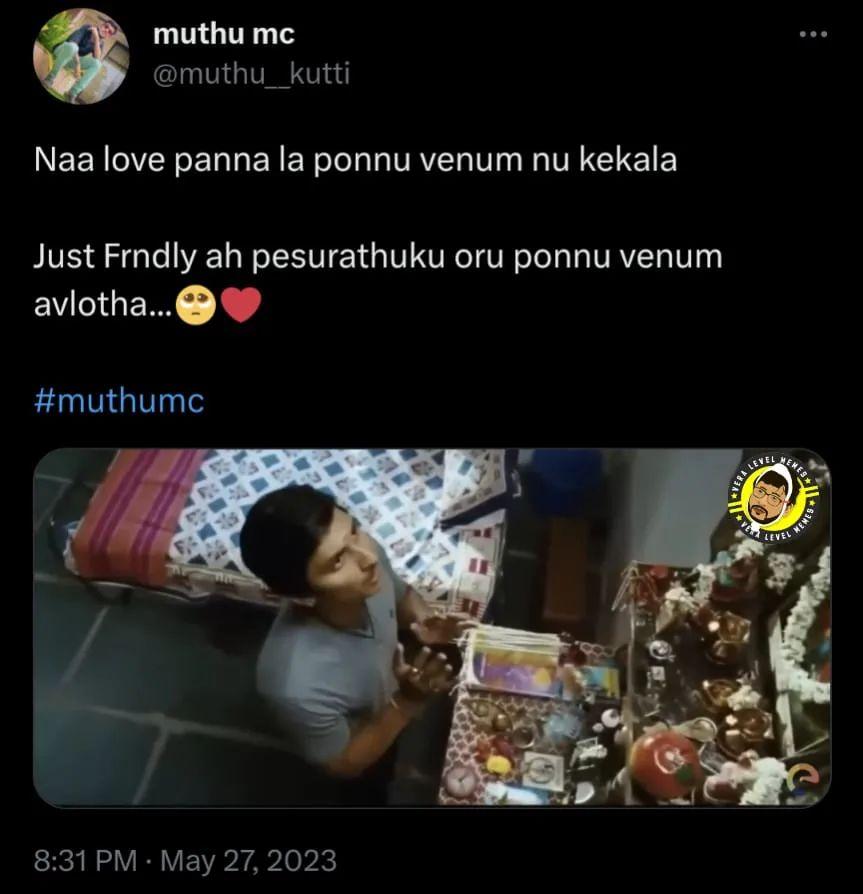 muthu mc
@muthu__kutti
Naa love panna la ponnu venum nu kekala
Just Frndly ah pesurathuku oru ponnu venum
avlotha...🥺❤️
#muthumc
VERA LEVEL MEMES
VERA LEVEL MEMES
8:31 PM · May 27, 2023